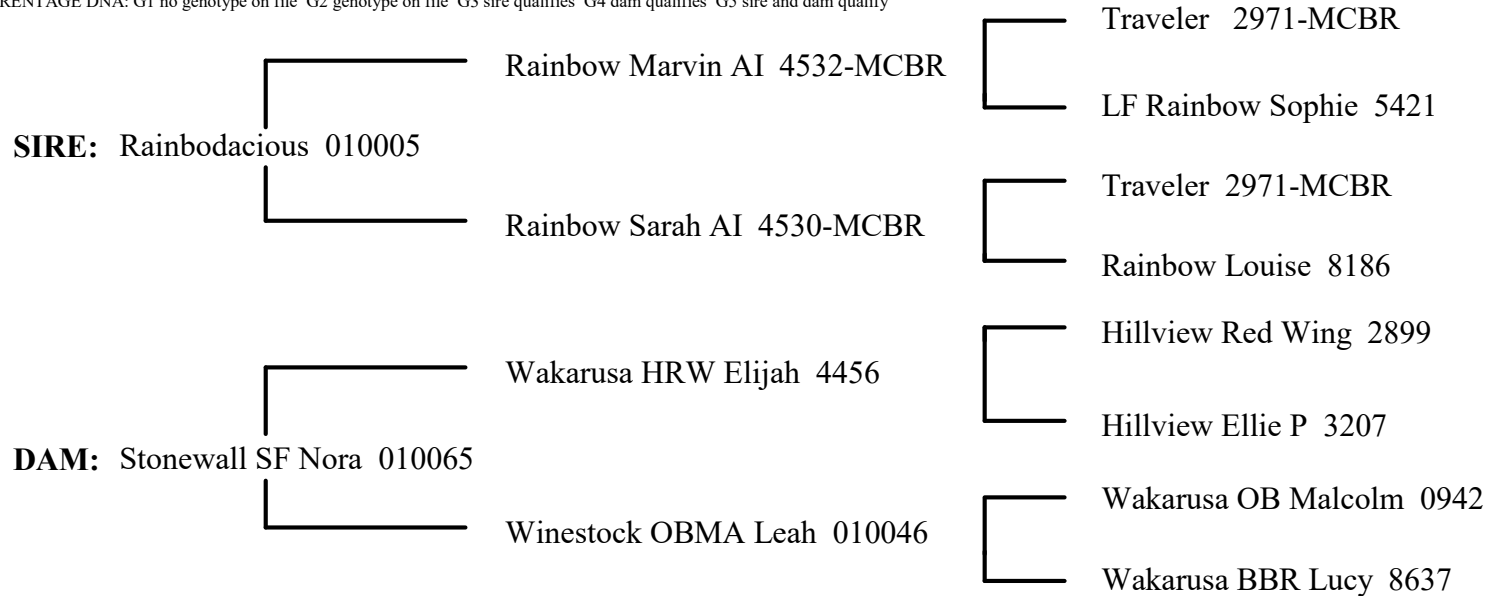 RENTAGE DNA: G1 no genotype on file G2 genotype on file G3 sire qualifies G4 dam qualifies G5 sire and dam qualify
Traveler 2971-MCBR
Rainbow Marvin AI 4532-MCBR
LF Rainbow Sophie 5421
SIRE: Rainbodacious 010005
Traveler 2971-MCBR
Rainbow Sarah AI 4530-MCBR
Rainbow Louise 8186
Hillview Red Wing 2899
Wakarusa HRW Elijah 4456
Hillview Ellie P 3207
DAM: Stonewall SF Nora 010065
Wakarusa OB Malcolm 0942
Winestock OBMA Leah 010046
Wakarusa BBR Lucy 8637